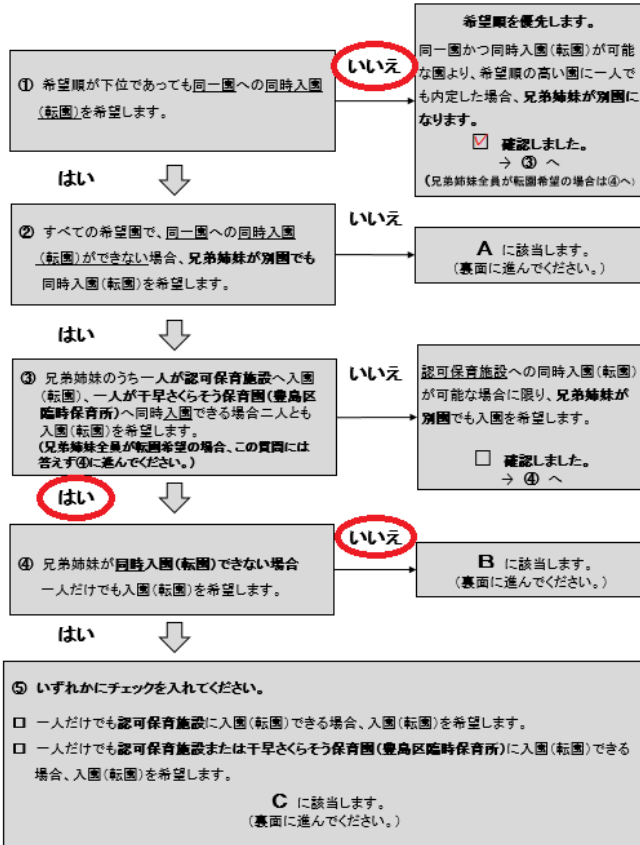 ① 希望順が下位であっても同一園への同時入園
(転園)を希望します。
いいえ
希望順を優先します。
同一園かつ同時入園(転園)が可能
な園より、希望順の高い園に一人で
も内定した場合、兄弟姉妹が別園に
なります。
☑ 確認しました。
→ ③ へ
(兄弟姉妹全員が転園希望の場合は④へ)
はい
② すべての希望園で、同一園への同時入園
(転園)ができない場合、兄弟姉妹が別園でも
同時入園(転園)を希望します。
いいえ
A に該当します。
(裏面に進んでください。)
はい
③ 兄弟姉妹のうち一人が認可保育施設へ入園
(転園)、一人が千早さくらそう保育園(豊島区
臨時保育所)へ同時入園できる場合二人とも
入園(転園)を希望します。
(兄弟姉妹全員が転園希望の場合、この質問には
答えず④に進んでください。)
いいえ
認可保育施設への同時入園(転園)
が可能な場合に限り、兄弟姉妹が
別園でも入園を希望します。
□ 確認しました。
→ ④ へ
はい
④ 兄弟姉妹が同時入園(転園)できない場合
一人だけでも入園(転園)を希望します。
いいえ
B に該当します。
(裏面に進んでください。)
はい
⑤ いずれかにチェックを入れてください。
□ 一人だけでも認可保育施設に入園(転園)できる場合、入園(転園)を希望します。
□ 一人だけでも認可保育施設または千早さくらそう保育園(豊島区臨時保育所)に入園(転園)できる
場合、入園(転園)を希望します。
C に該当します。
(裏面に進んでください。)